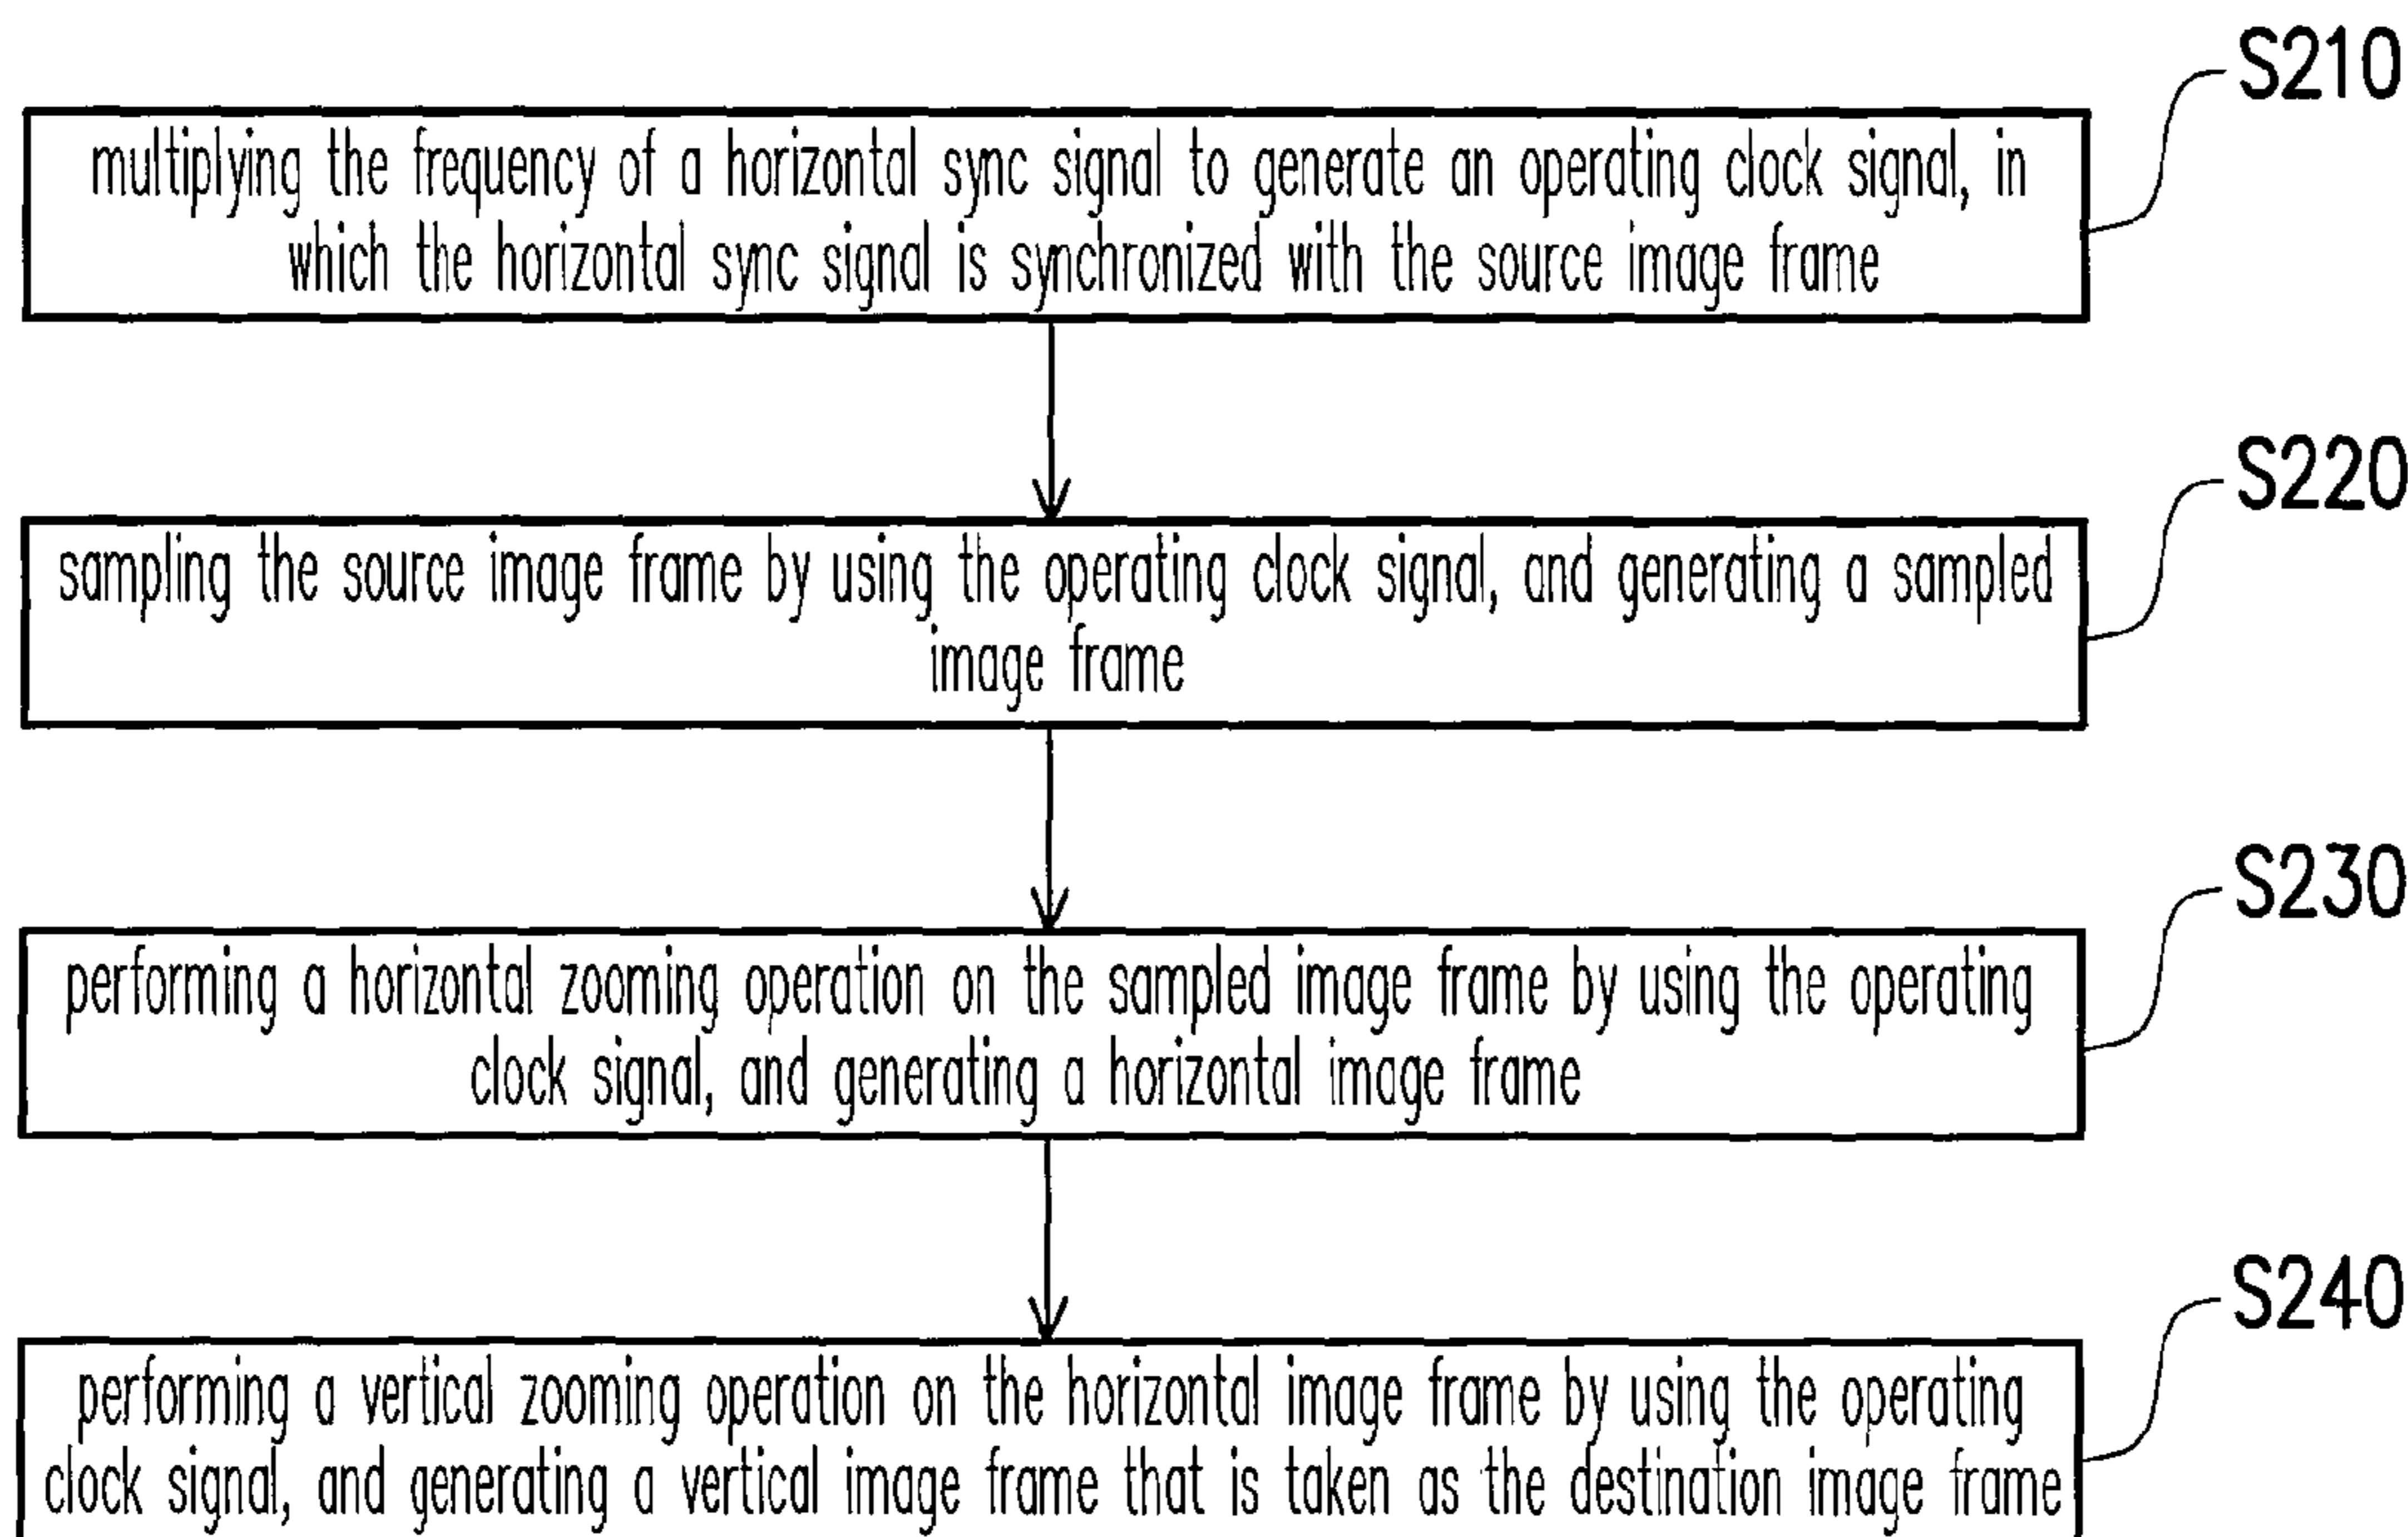 S210
multiplying the frequency of a horizontal sync signal to generate an operating clock signal, in
which the horizontal sync signal is synchronized with the source image frame
S220
sampling the source image frame by using the operating clock signal, and generating a sampled
image frame
S230
performing a horizontal zooming operation on the sampled image frame by using the operating
clock signal, and generating a horizontal image frame
S240
performing a vertical zooming operation on the horizontal image frame by using the operating
clock signal, and generating a vertical image frame that is taken as the destination image frame